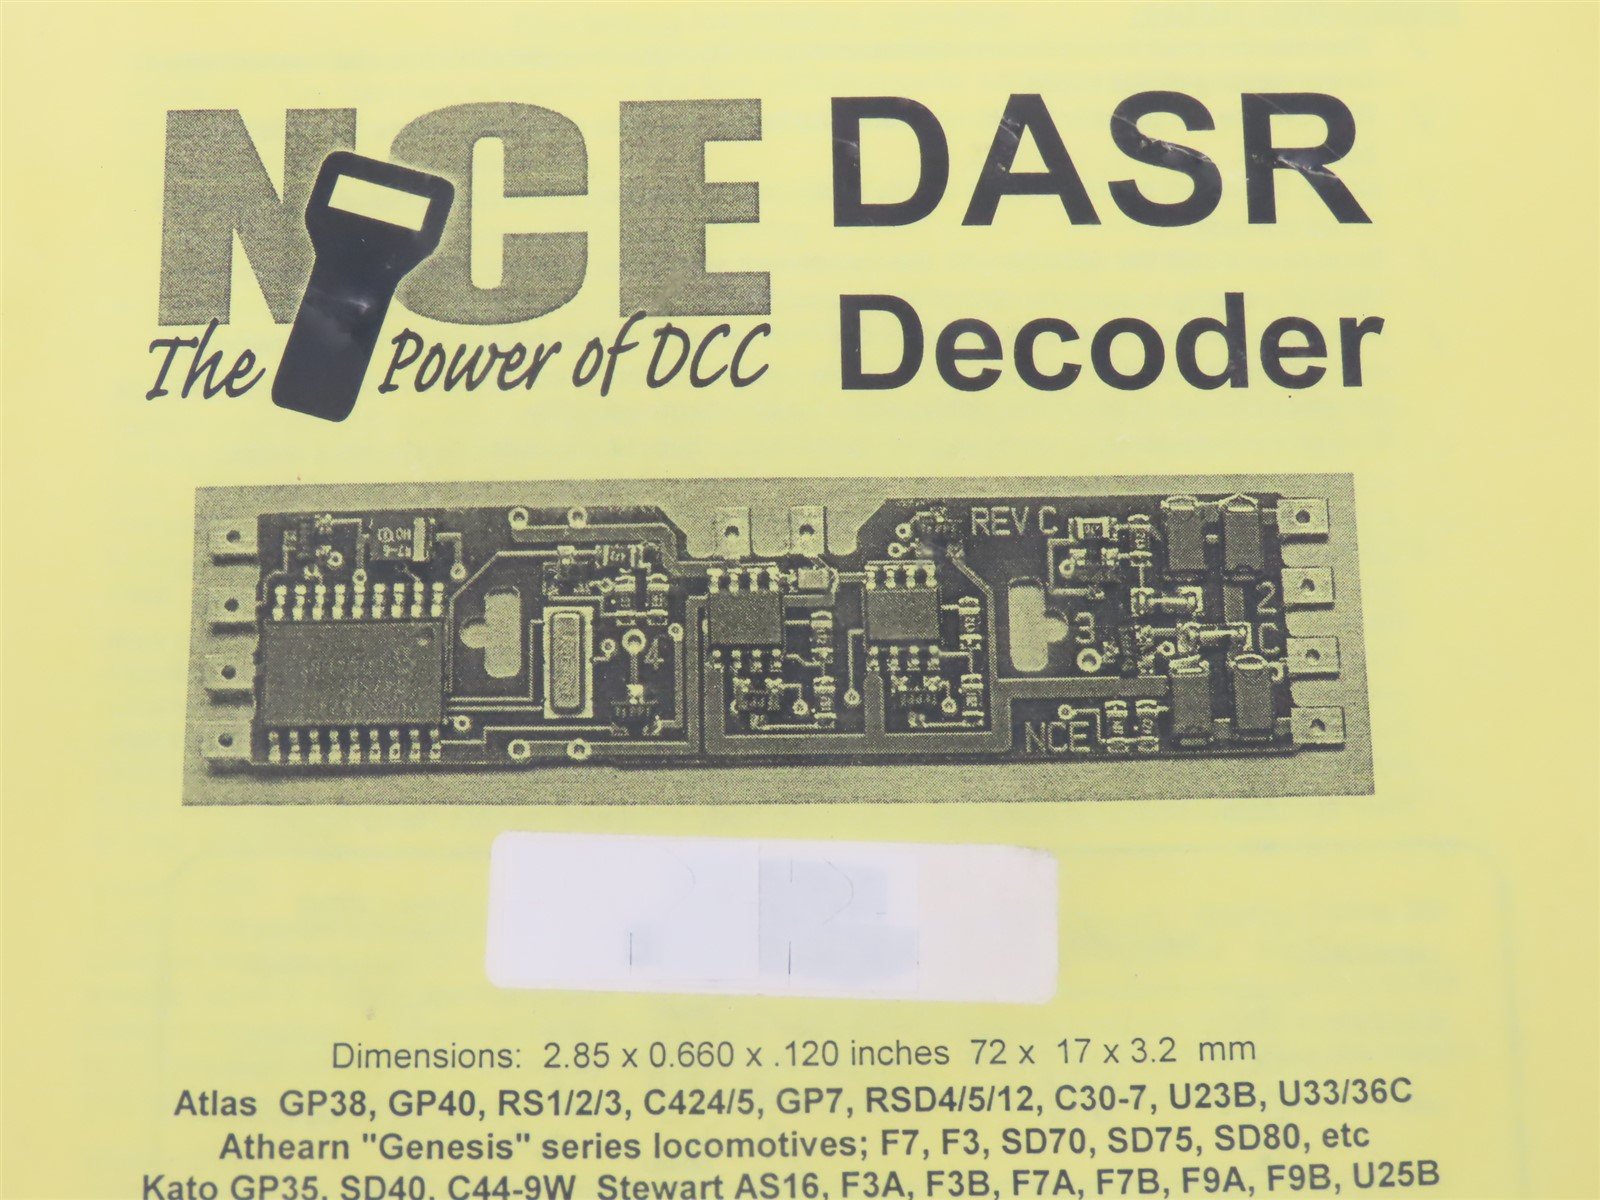 NCE DASR
The Power of DCC Decoder
REV C
2
3
4
C
NCE
Dimensions: 2.85 x 0.660 x .120 inches 72 x 17 x 3.2 mm
Atlas GP38, GP40, RS1/2/3, C424/5, GP7, RSD4/5/12, C30-7, U23B, U33/36C
Athearn "Genesis" series locomotives; F7, F3, SD70, SD75, SD80, etc
Kato GP35, SD40, C44-9W Stewart AS16, F3A, F3B, F7A, F7B, F9A, F9B, U25B